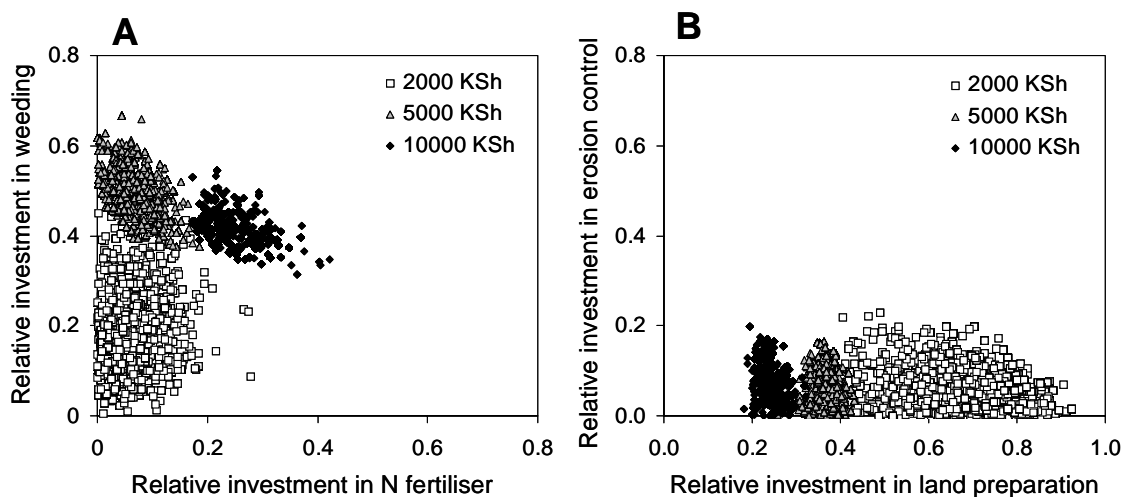 A
Relative investment in weeding
0.8
0.6
0.4
0.2
0
0
0.2
0.4
0.6
0.8
Relative investment in N fertiliser
2000 KSh
5000 KSh
10000 KSh
B
Relative investment in erosion control
0.8
0.6
0.4
0.2
0.0
0.0
0.2
0.4
0.6
0.8
1.0
Relative investment in land preparation
2000 KSh
5000 KSh
10000 KSh